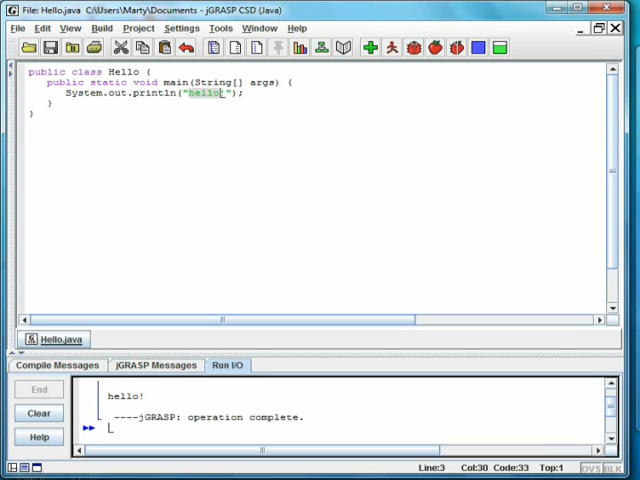 File: Hello.java C:\Users\Marty\Documents - jGRASP CSD (Java)
File Edit View Build Project Settings Tools Window Help
public class Hello {
public static void main(String[] args) {
System.out.println("hello!");
}
}
Hello.java
Compile Messages jGRASP Messages Run I/O
End
Clear
Help
hello!
----jGRASP: operation complete.
Line:3 Col:30 Code:33 Top:1 OVS BLK